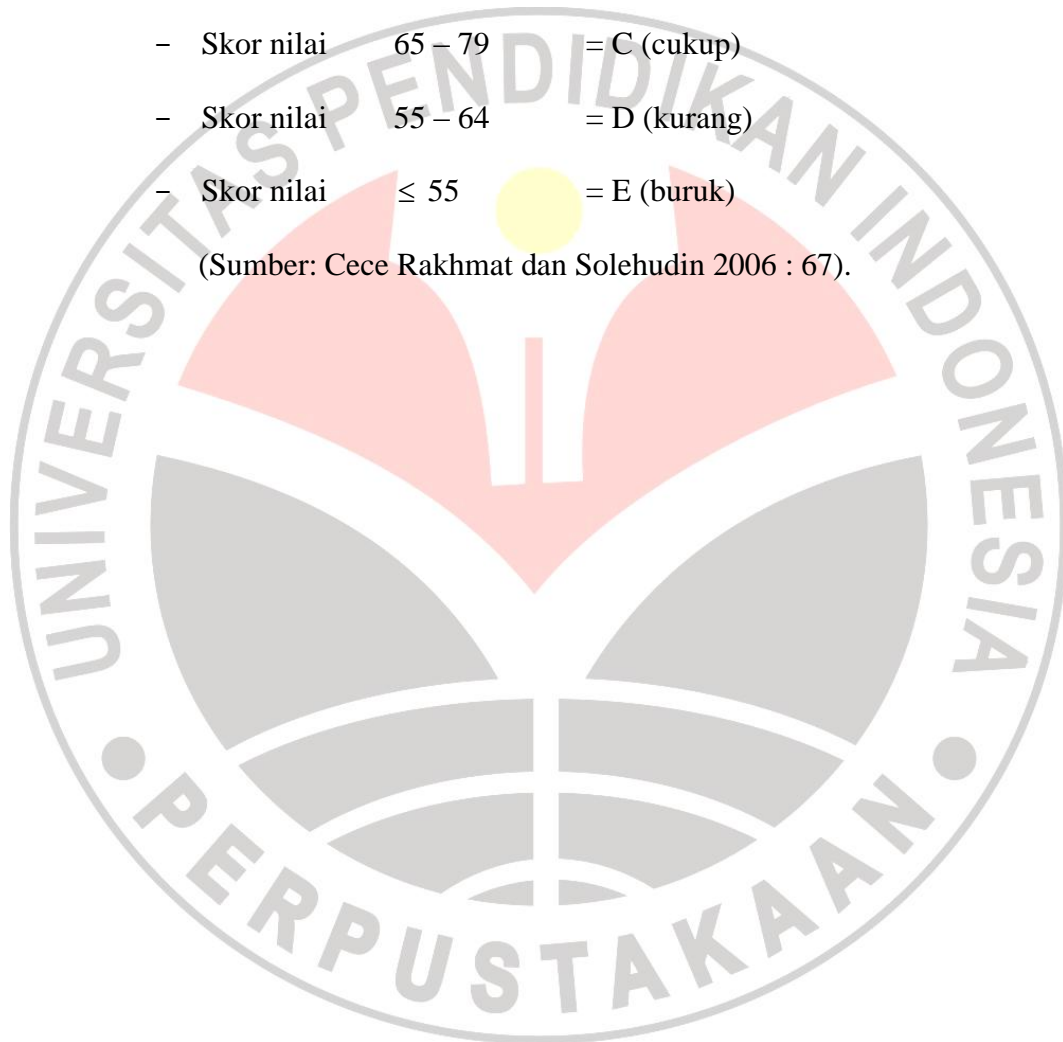 - Skor nilai 65 – 79 = C (cukup)
- Skor nilai 55 – 64 = D (kurang)
- Skor nilai ≤ 55 = E (buruk)
(Sumber: Cece Rakhmat dan Solehudin 2006 : 67).
UNIVERSITAS PENDIDIKAN INDONESIA
PERPUSTAKAAN